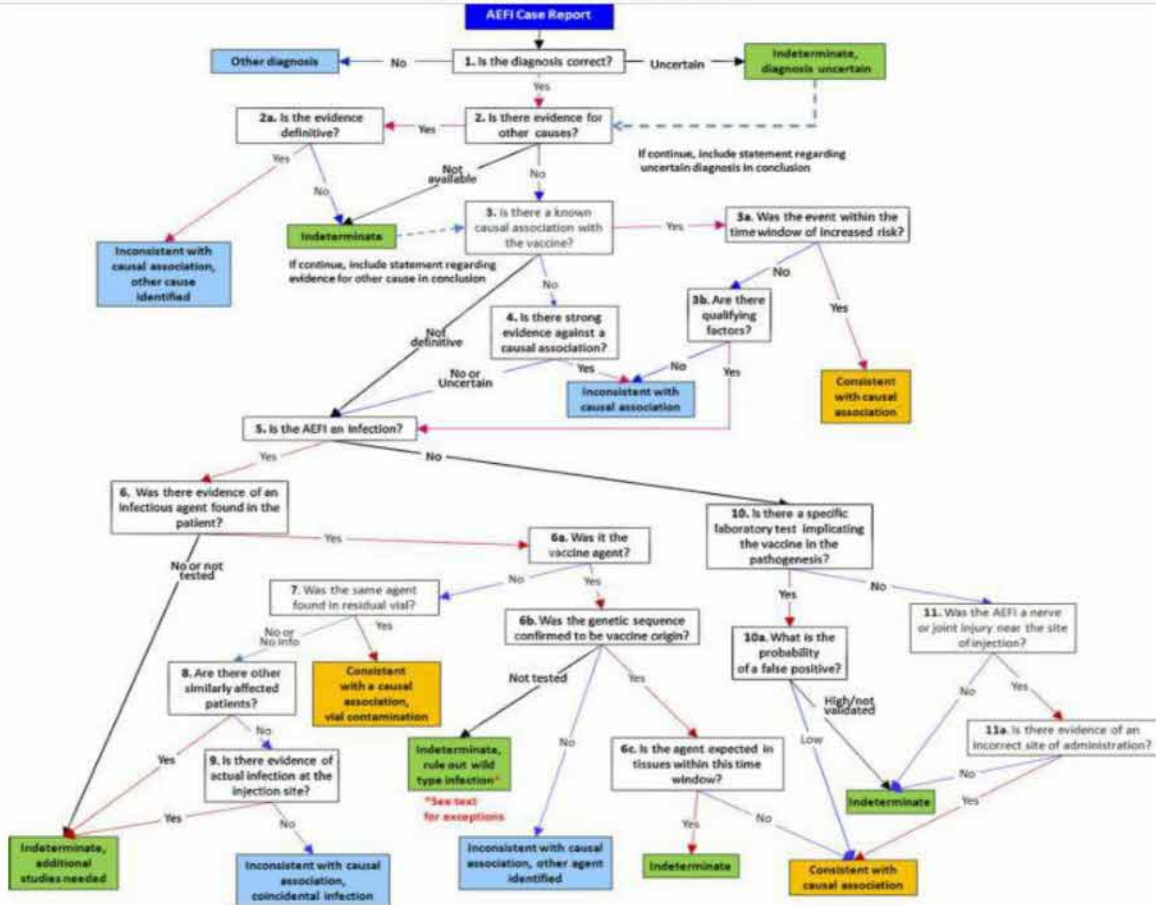 AEFI Case Report
Other diagnosis
No
1. Is the diagnosis correct?
Uncertain
Indeterminate,
diagnosis uncertain
Yes
2a. Is the evidence
definitive?
Yes
2. Is there evidence for
other causes?
If continue, include statement regarding
uncertain diagnosis in conclusion
Yes
No
Not
available
No
Indeterminate
3. Is there a known
causal association with
the vaccine?
Yes
3a. Was the event within the
time window of increased risk?
Inconsistent with
causal association,
other cause
identified
If continue, include statement regarding
evidence for other cause in conclusion
No
No
Yes
Not
definitive
4. Is there strong
evidence against a
causal association?
3b. Are there
qualifying
factors?
No or
Uncertain
Yes
No
Yes
Inconsistent with
causal association
Consistent
with causal
association
5. Is the AEFI an Infection?
Yes
No
6. Was there evidence of an
infectious agent found in the
patient?
Yes
6a. Was it the
vaccine agent?
10. Is there a specific
laboratory test implicating
the vaccine in the
pathogenesis?
No or not
tested
No
Yes
Yes
No
7. Was the same agent
found in residual vial?
6b. Was the genetic sequence
confirmed to be vaccine origin?
10a. What is the
probability
of a false positive?
11. Was the AEFI a nerve
or joint injury near the site
of injection?
No or
No info
Yes
8. Are there other
similarly affected
patients?
Consistent
with a causal
association,
vial contamination
Not tested
Yes
High/not
validated
No
Yes
No
Yes
9. Is there evidence of
actual infection at the
injection site?
Indeterminate,
rule out wild
type infection*
*See text
for exceptions
No
6c. Is the agent expected in
tissues within this time
window?
Low
11a. Is there evidence of an
incorrect site of administration?
No
Indeterminate
Yes
Yes
No
Yes
No
Indeterminate,
additional
studies needed
Inconsistent with causal
association,
coincidental infection
Inconsistent with causal
association, other agent
identified
Indeterminate
Consistent with
causal association